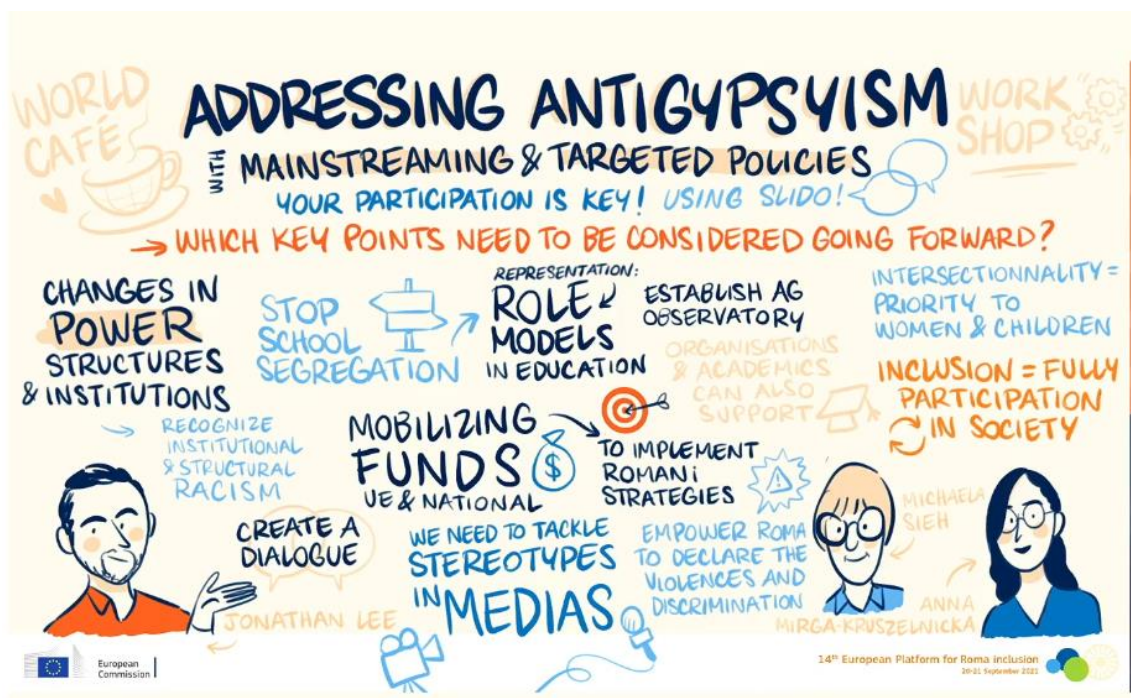 WORLD
CAFÉ
ADDRESSING ANTIGYPSYISM
WORK
SHOP
WITH MAINSTREAMING & TARGETED POLICIES
YOUR PARTICIPATION IS KEY! USING SLIDO!
→ WHICH KEY POINTS NEED TO BE CONSIDERED GOING FORWARD?
CHANGES IN
POWER
STRUCTURES
& INSTITUTIONS
RECOGNIZE
INSTITUTIONAL
& STRUCTURAL
RACISM
STOP
SCHOOL
SEGREGATION
REPRESENTATION:
ROLE
MODELS
IN EDUCATION
ESTABLISH AG
OBSERVATORY
ORGANISATIONS
& ACADEMICS
CAN ALSO
SUPPORT
INTERSECTIONNALITY =
PRIORITY TO
WOMEN & CHILDREN
INCLUSION = FULLY
PARTICIPATION
IN SOCIETY
MOBILIZING
FUNDS
UE & NATIONAL
$
TO IMPLEMENT
ROMANi
STRATEGIES
CREATE A
DIALOGUE
JONATHAN LEE
WE NEED TO TACKLE
STEREOTYPES
IN MEDIAS
EMPOWER ROMA
TO DECLARE THE
VIOLENCES AND
DISCRIMINATION
MICHAELA
SIEH
ANNA
MIRGA-KRUSZELNICKA
European
Commission
14th European Platform for Roma inclusion
20-21 September 2021